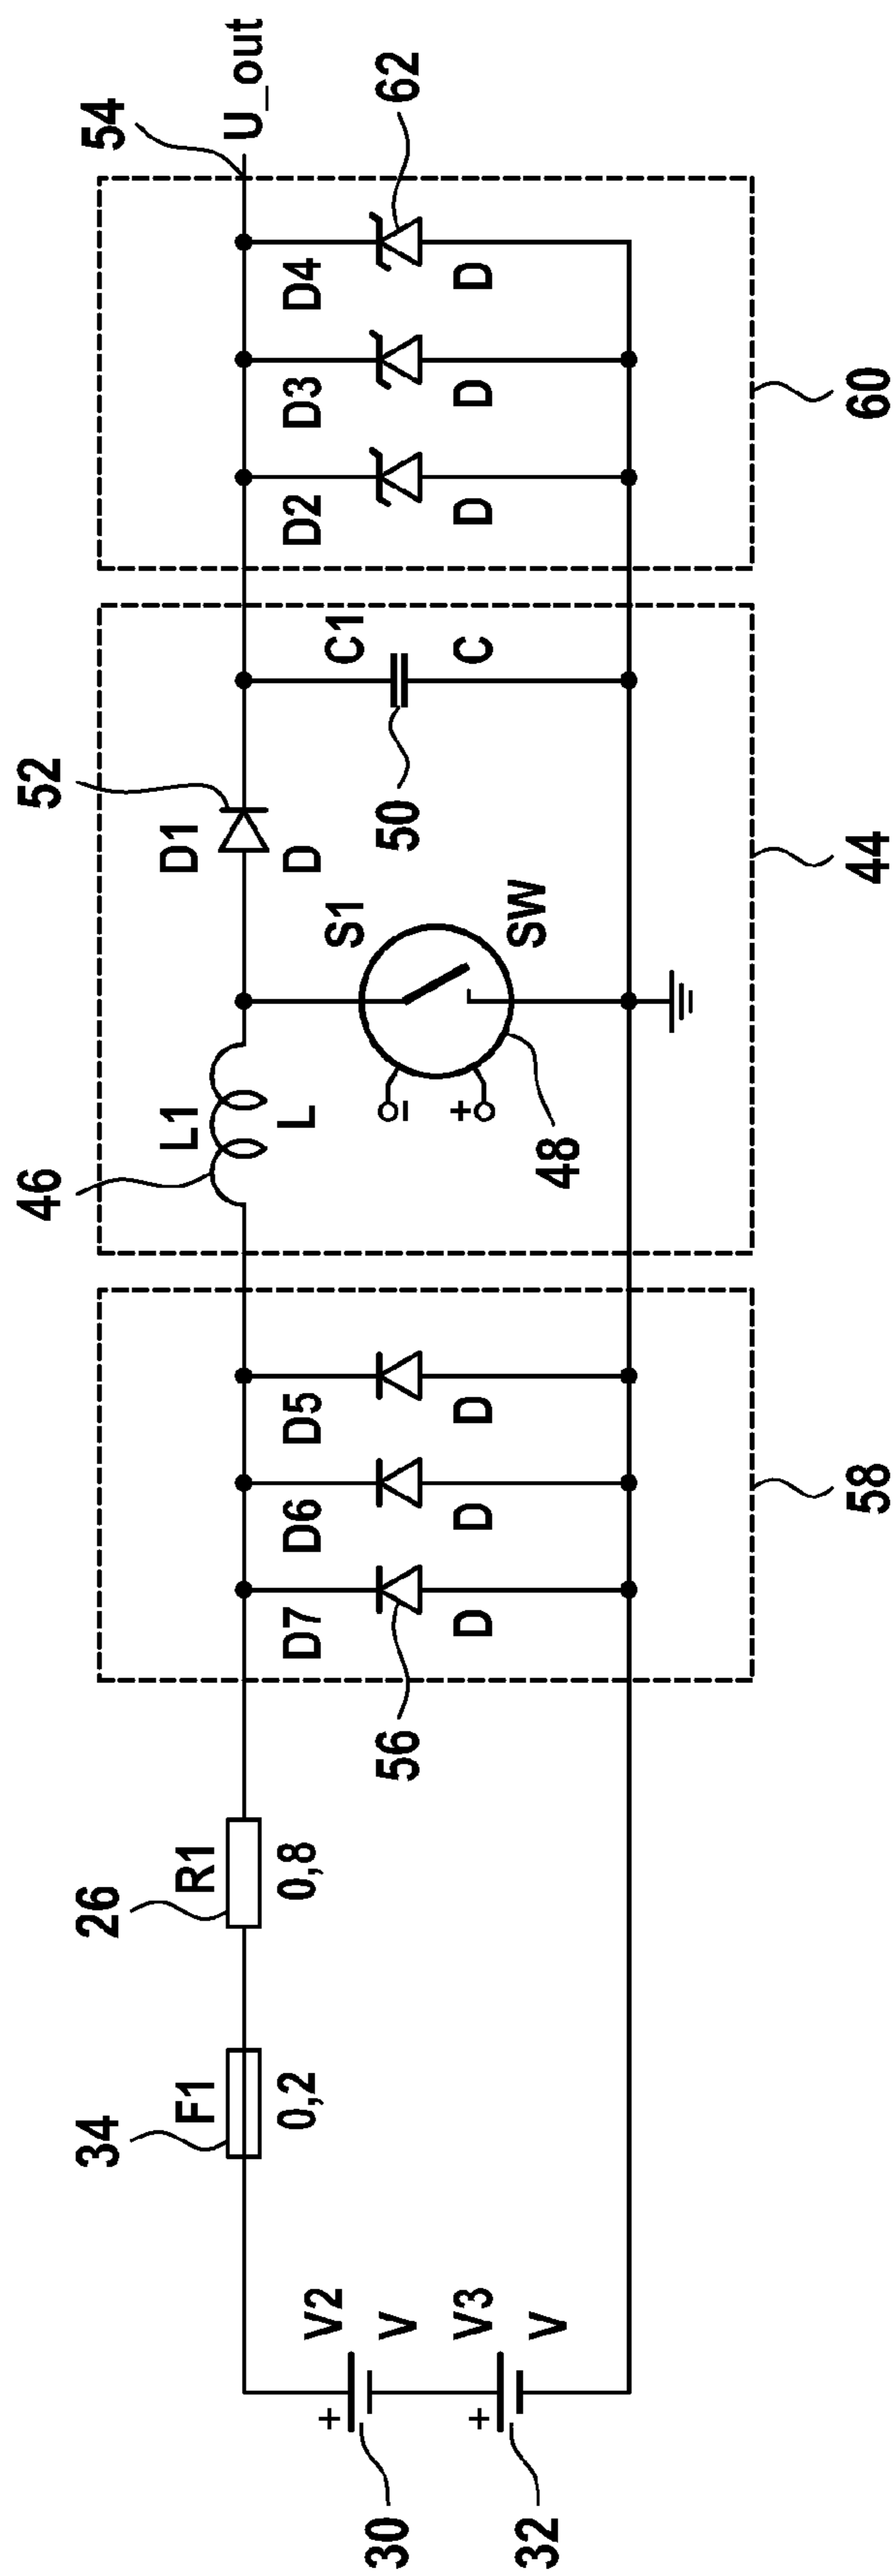 54
U_out
62
D4
D
D3
D
D2
D
60
52
D1
D
C1
C
50
44
S1
SW
-
+
48
46
L1
L
D5
D
D6
D
D7
D
56
58
26
R1
0,8
34
F1
0,2
V2
V
+
30
V3
V
+
32